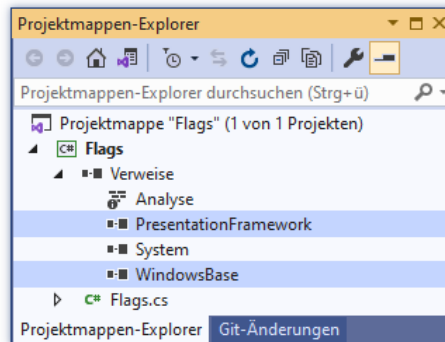 Projektmappen-Explorer
Projektmappen-Explorer durchsuchen (Strg+ü)
Projektmappe "Flags" (1 von 1 Projekten)
C# Flags
Verweise
Analyse
PresentationFramework
System
WindowsBase
C# Flags.cs
Projektmappen-Explorer Git-Änderungen